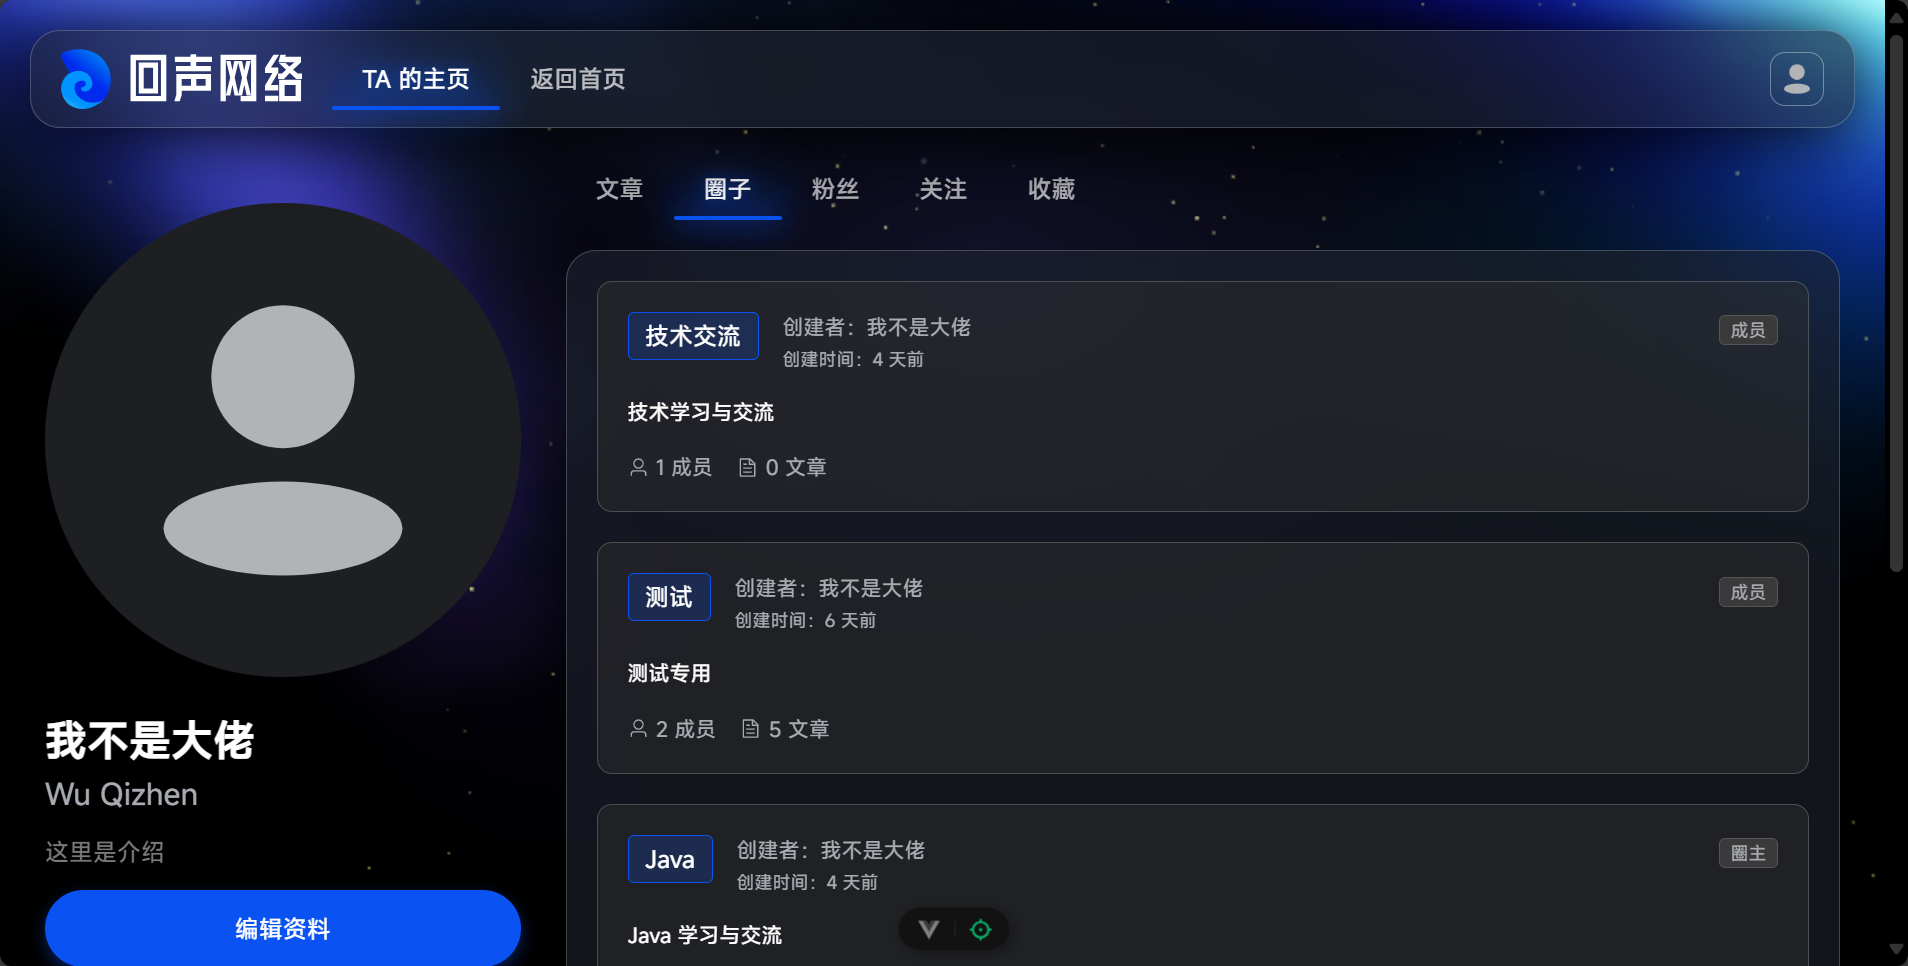 回声网络
TA 的主页
返回首页
文章
圈子
粉丝
关注
收藏
技术交流
创建者：我不是大佬
创建时间：4 天前
成员
技术学习与交流
1 成员
0 文章
测试
创建者：我不是大佬
创建时间：6 天前
成员
测试专用
2 成员
5 文章
Java
创建者：我不是大佬
创建时间：4 天前
圈主
Java 学习与交流
我不是大佬
Wu Qizhen
这里是介绍
编辑资料